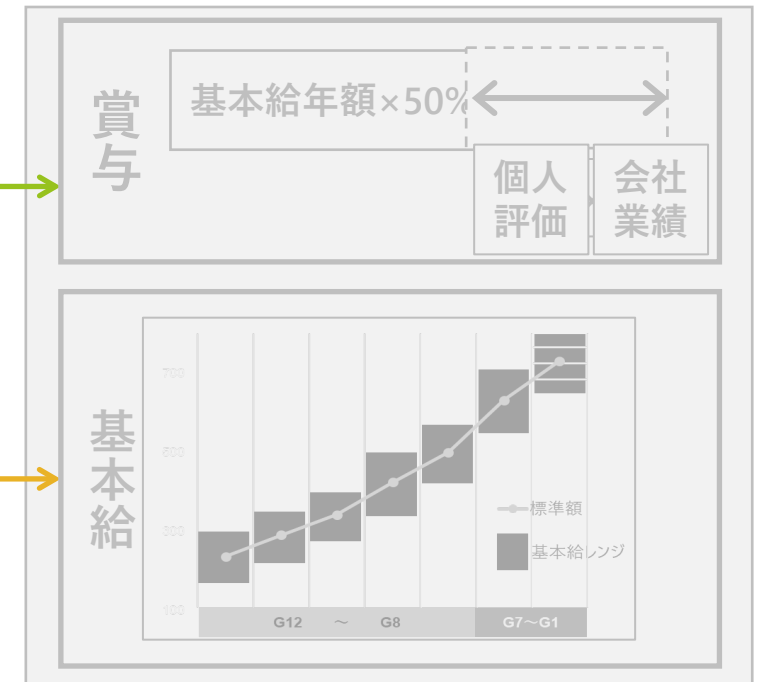 賞与
基本給年額×50%
個人
評価
会社
業績
基本給
700
500
300
100
標準額
基本給レンジ
G12 ～ G8
G7～G1